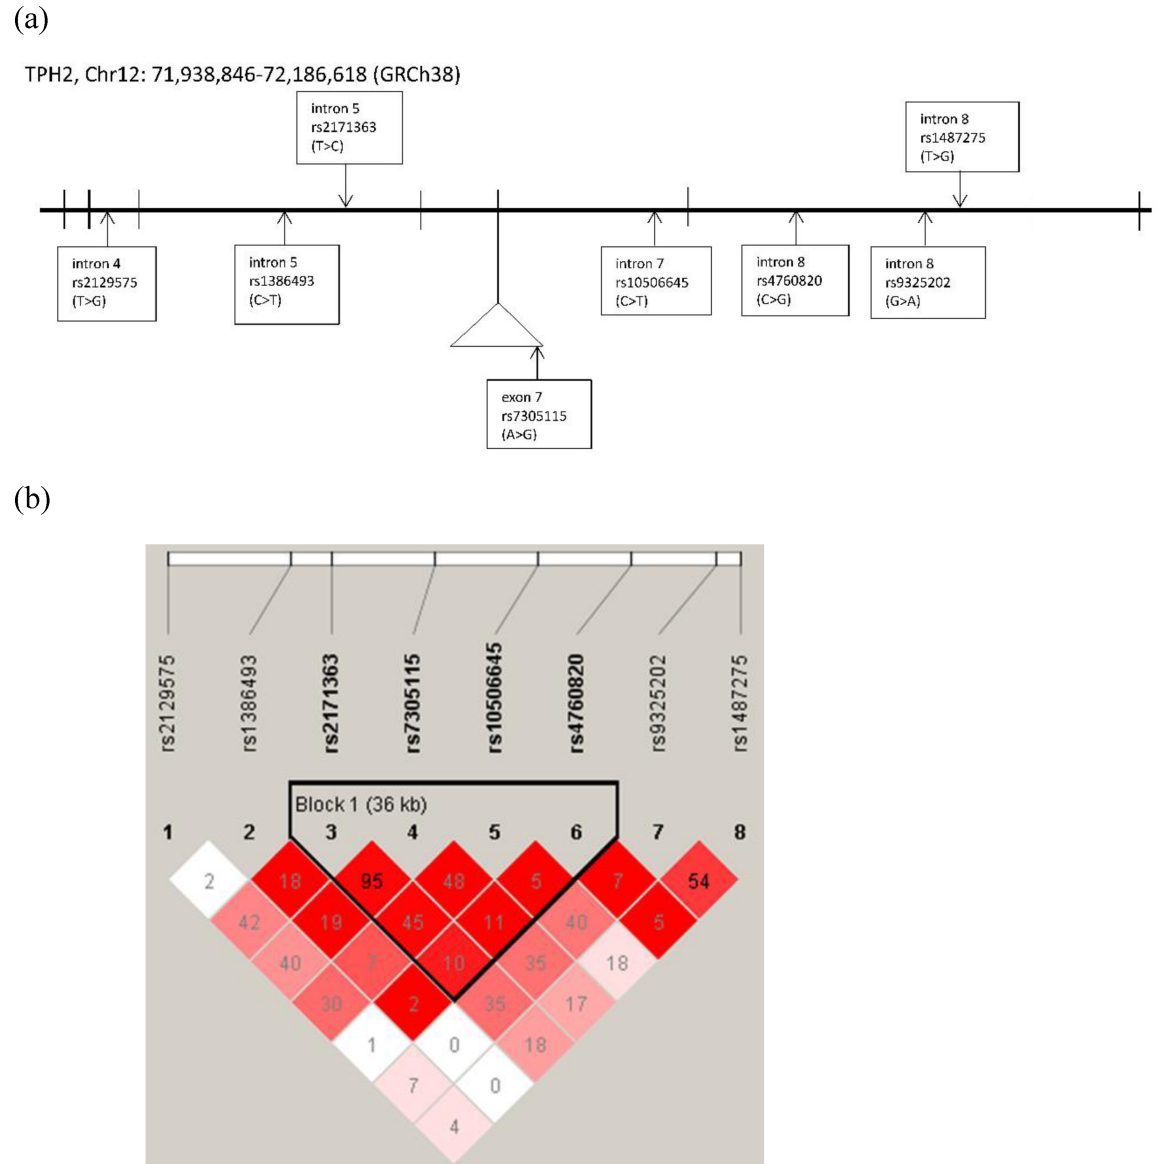 (a)
TPH2, Chr12: 71,938,846-72,186,618 (GRCh38)
intron 5
rs2171363
(T>C)
intron 8
rs1487275
(T>G)
intron 4
rs2129575
(T>G)
intron 5
rs1386493
(C>T)
intron 7
rs10506645
(C>T)
intron 8
rs4760820
(C>G)
intron 8
rs9325202
(G>A)
exon 7
rs7305115
(A>G)
(b)
rs2129575
rs1386493
rs2171363
rs7305115
rs10506645
rs4760820
rs9325202
rs1487275
Block 1 (36 kb)
1 2 3 4 5 6 7 8
2 18 95 48 5 7 54
42 19 45 11 40 5
40 7 10 35 18
30 2 35 17
1 0 18
7 0
4